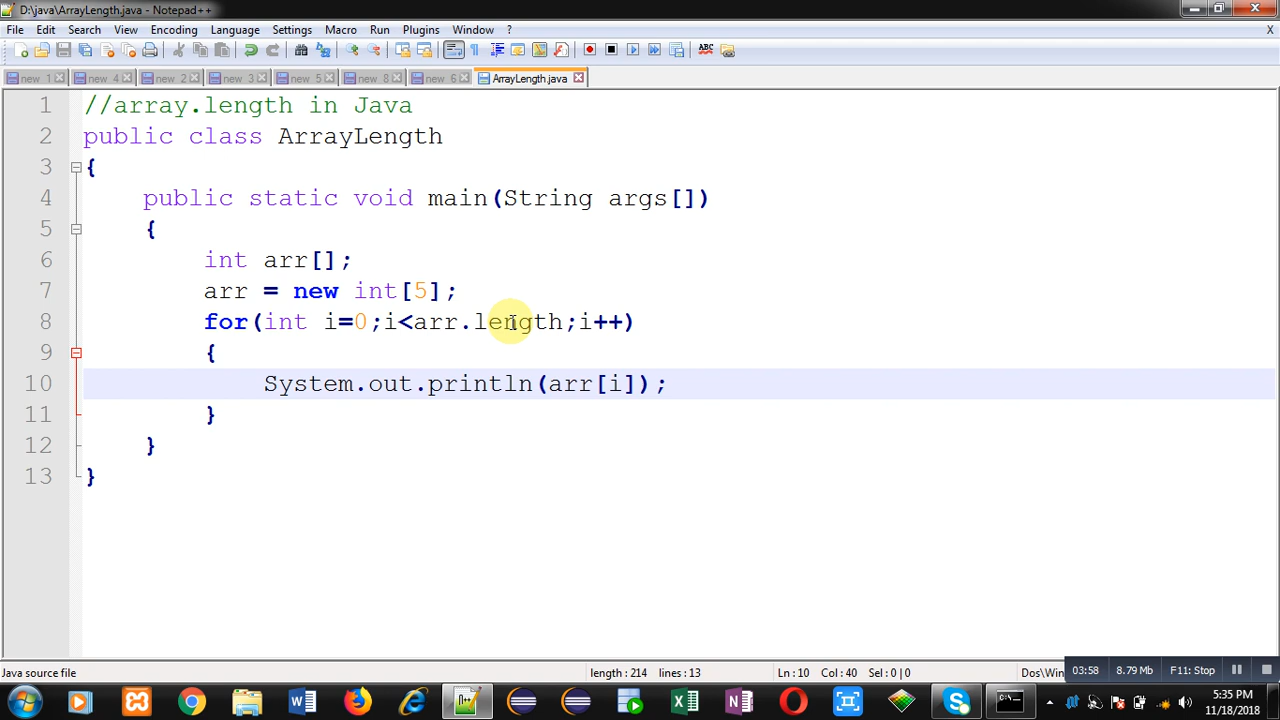 D:\java\ArrayLength.java - Notepad++
File Edit Search View Encoding Language Settings Macro Run Plugins Window ? X
new 1 new 4 new 2 new 3 new 5 new 8 new 6 ArrayLength.java
1 //array.length in Java
2 public class ArrayLength
3 {
4 public static void main(String args[])
5 {
6 int arr[];
7 arr = new int[5];
8 for(int i=0;i<arr.length;i++)
9 {
10 System.out.println(arr[i]);
11 }
12 }
13 }
Java source file length : 214 lines : 13 Ln : 10 Col : 40 Sel : 0 | 0 Dos\Win 03:58 8.79 Mb F11: Stop
5:35 PM
11/18/2018